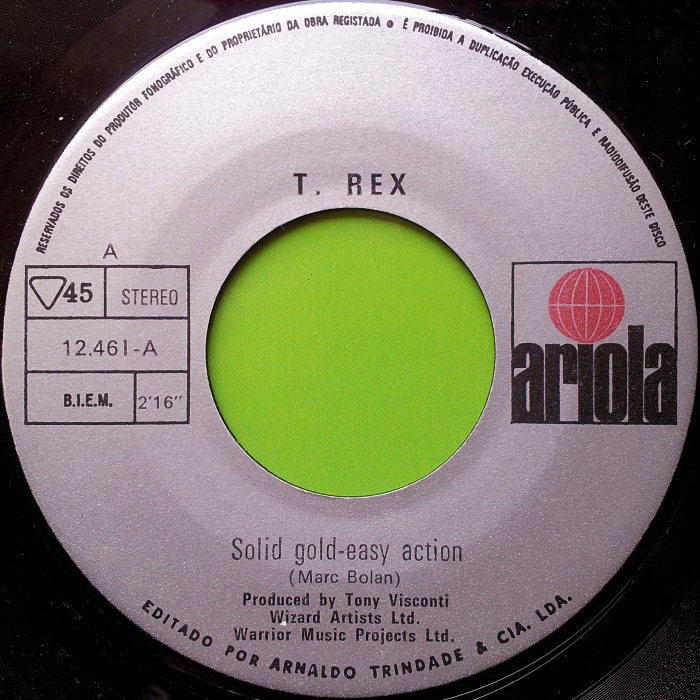 RESERVADOS OS DIREITOS DO PRODUTOR FONOGRÁFICO E DO PROPRIETÁRIO DA OBRA REGISTADA ● É PROIBIDA A DUPLICAÇÃO EXECUÇÃO PÚBLICA E RADIODIFUSÃO DESTE DISCO
T. REX
A
45
STEREO
12.461-A
B.I.E.M.
2'16"
ariola
Solid gold-easy action
(Marc Bolan)
Produced by Tony Visconti
Wizard Artists Ltd.
Warrior Music Projects Ltd.
EDITADO POR ARNALDO TRINDADE & CIA. LDA.